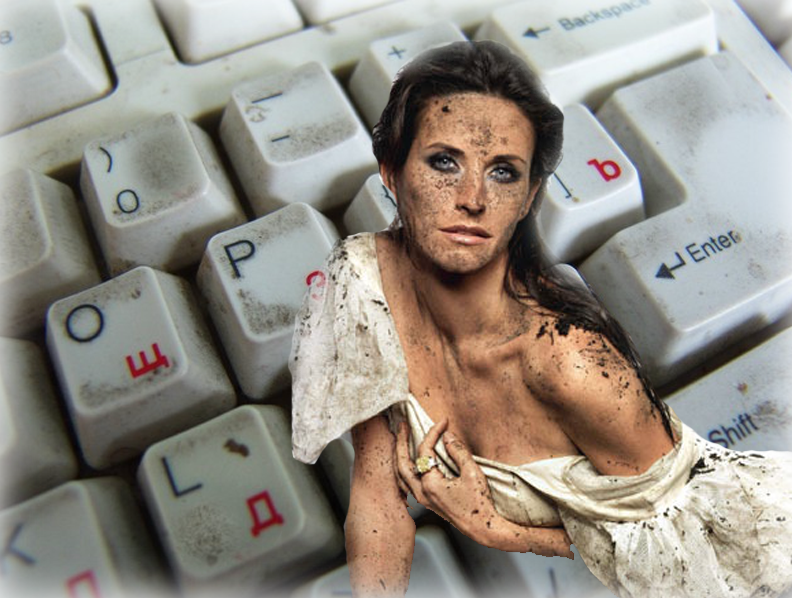 +
← Backspace
)
0
_
-
}
]
Ъ
P
O
Щ
← Enter
L
Д
K
Shift